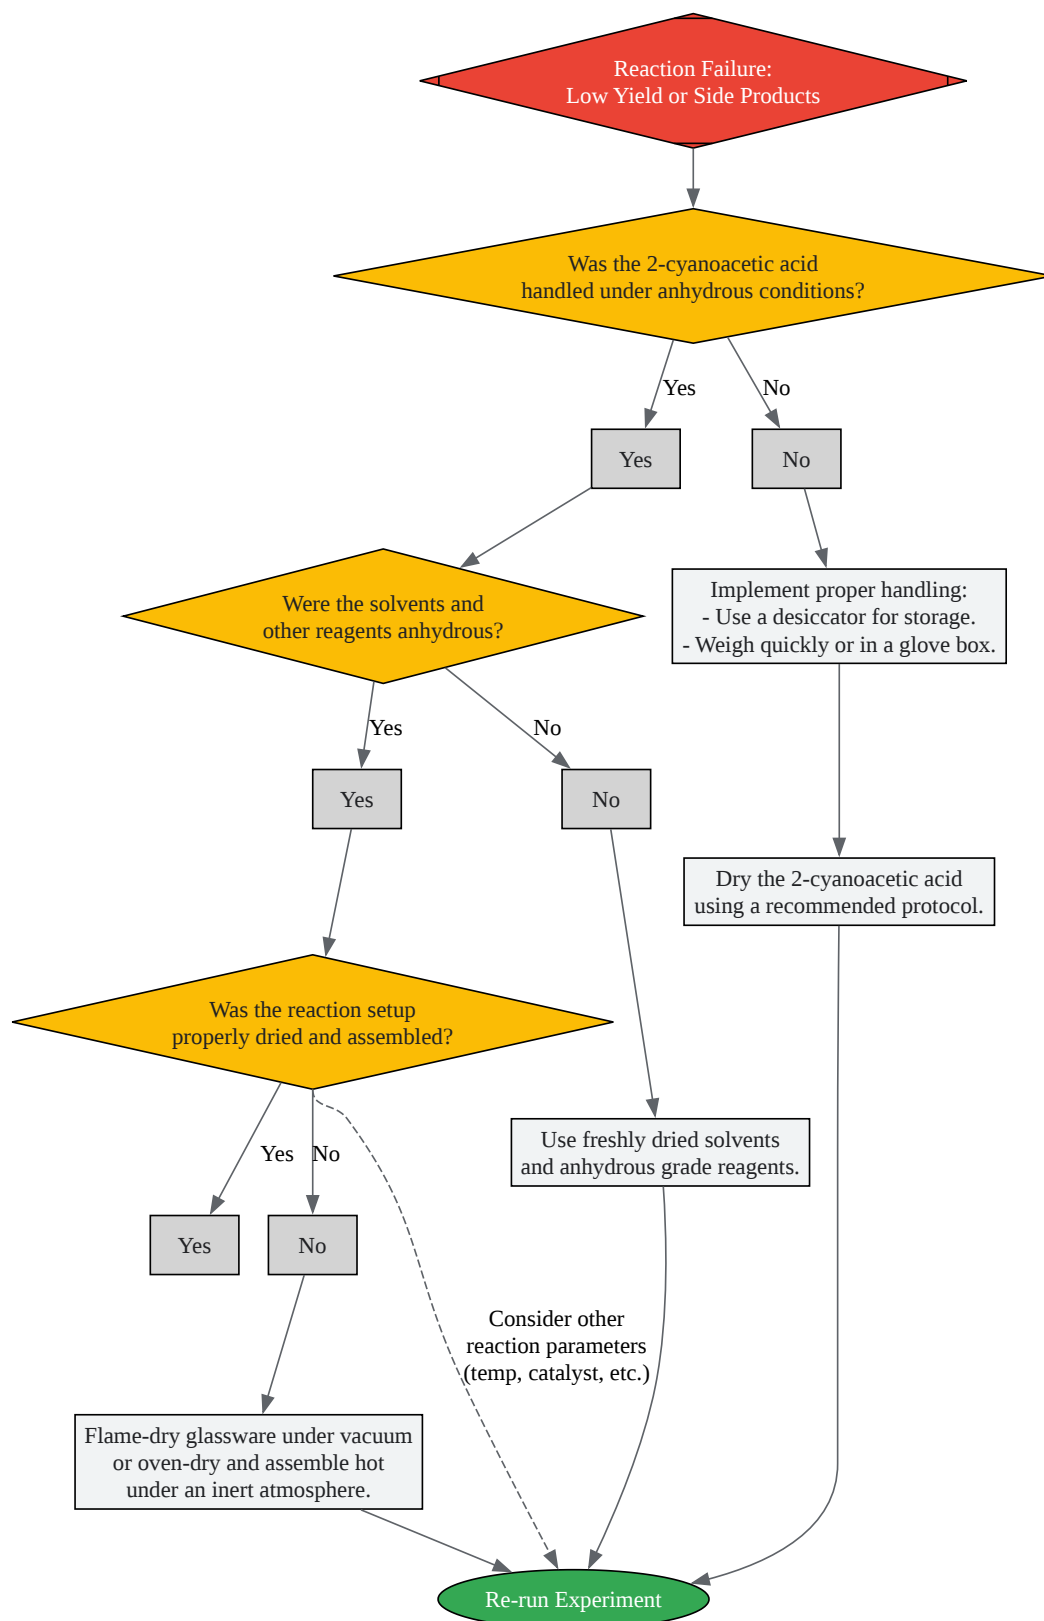 Reaction Failure:
Low Yield or Side Products
Was the 2-cyanoacetic acid
handled under anhydrous conditions?
Yes
No
Yes
No
Were the solvents and
other reagents anhydrous?
Implement proper handling:
- Use a desiccator for storage.
- Weigh quickly or in a glove box.
Yes
No
Yes
No
Dry the 2-cyanoacetic acid
using a recommended protocol.
Was the reaction setup
properly dried and assembled?
Use freshly dried solvents
and anhydrous grade reagents.
Yes
No
Yes
No
Consider other
reaction parameters
(temp, catalyst, etc.)
Flame-dry glassware under vacuum
or oven-dry and assemble hot
under an inert atmosphere.
Re-run Experiment